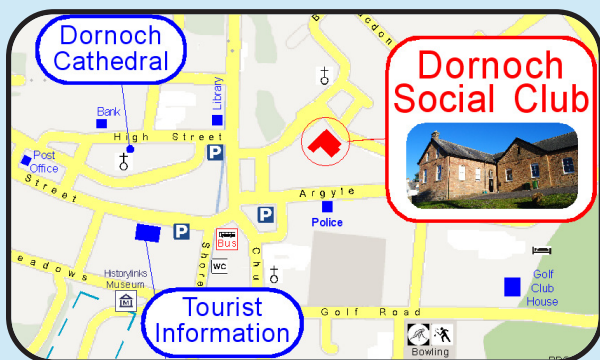 Dornoch
Cathedral
Dornoch
Social Club
Library
Bank
High Street
P
Post
Office
Street
Argyle
Police
P
P
Bus
WC
Shore
Chu
eadows
Historylinks
Museum
M
Tourist
Information
Golf
Club
House
Golf Road
Bowling